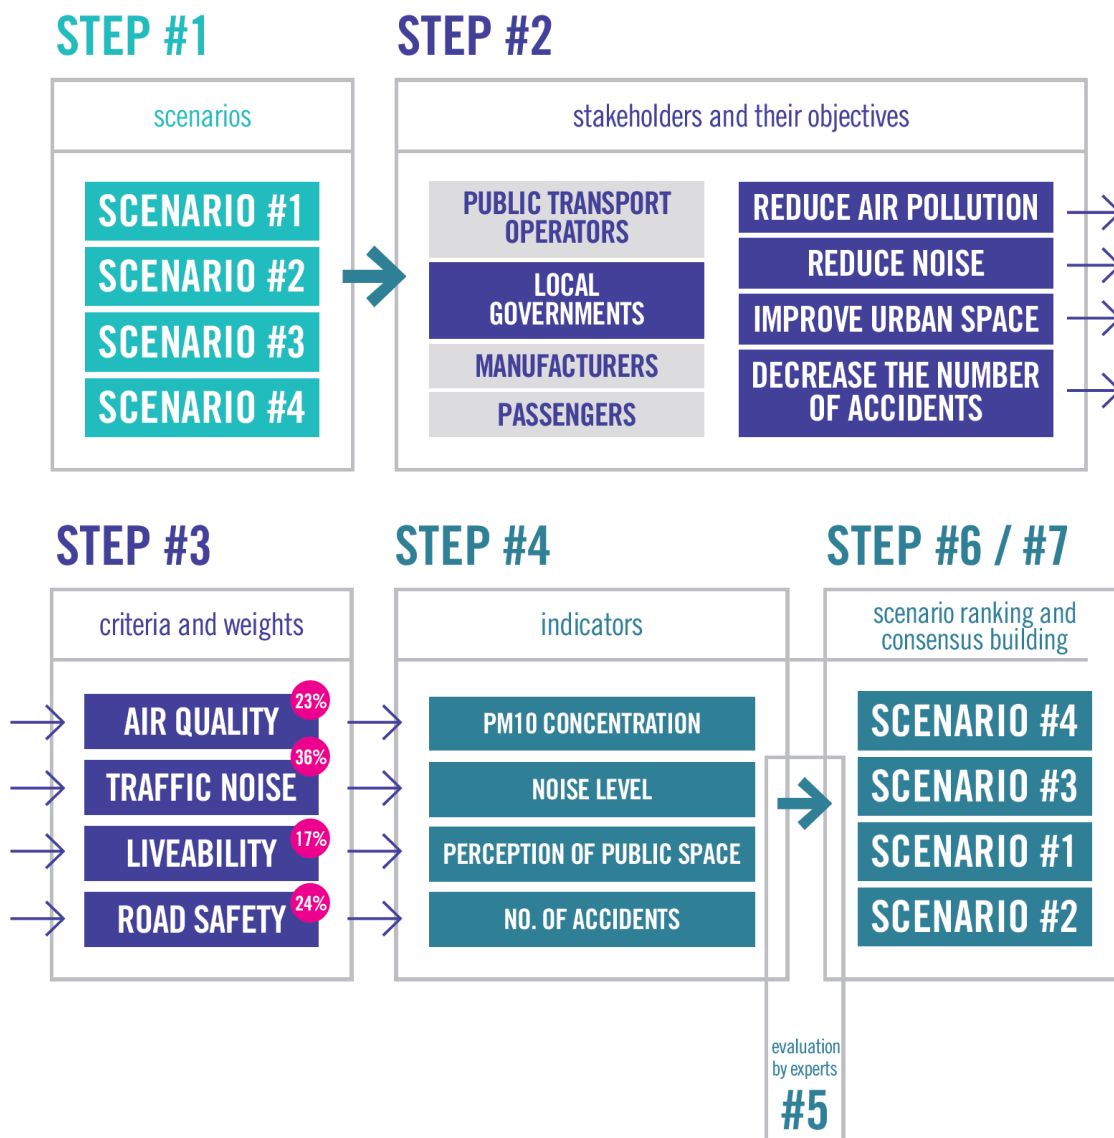 STEP #1
scenarios
SCENARIO #1
SCENARIO #2
SCENARIO #3
SCENARIO #4
STEP #2
stakeholders and their objectives
PUBLIC TRANSPORT
OPERATORS
LOCAL
GOVERNMENTS
MANUFACTURERS
PASSENGERS
REDUCE AIR POLLUTION
REDUCE NOISE
IMPROVE URBAN SPACE
DECREASE THE NUMBER
OF ACCIDENTS
STEP #3
criteria and weights
AIR QUALITY
23%
TRAFFIC NOISE
36%
LIVEABILITY
17%
ROAD SAFETY
24%
STEP #4
indicators
PM10 CONCENTRATION
NOISE LEVEL
PERCEPTION OF PUBLIC SPACE
NO. OF ACCIDENTS
evaluation
by experts
#5
STEP #6 / #7
scenario ranking and
consensus building
SCENARIO #4
SCENARIO #3
SCENARIO #1
SCENARIO #2